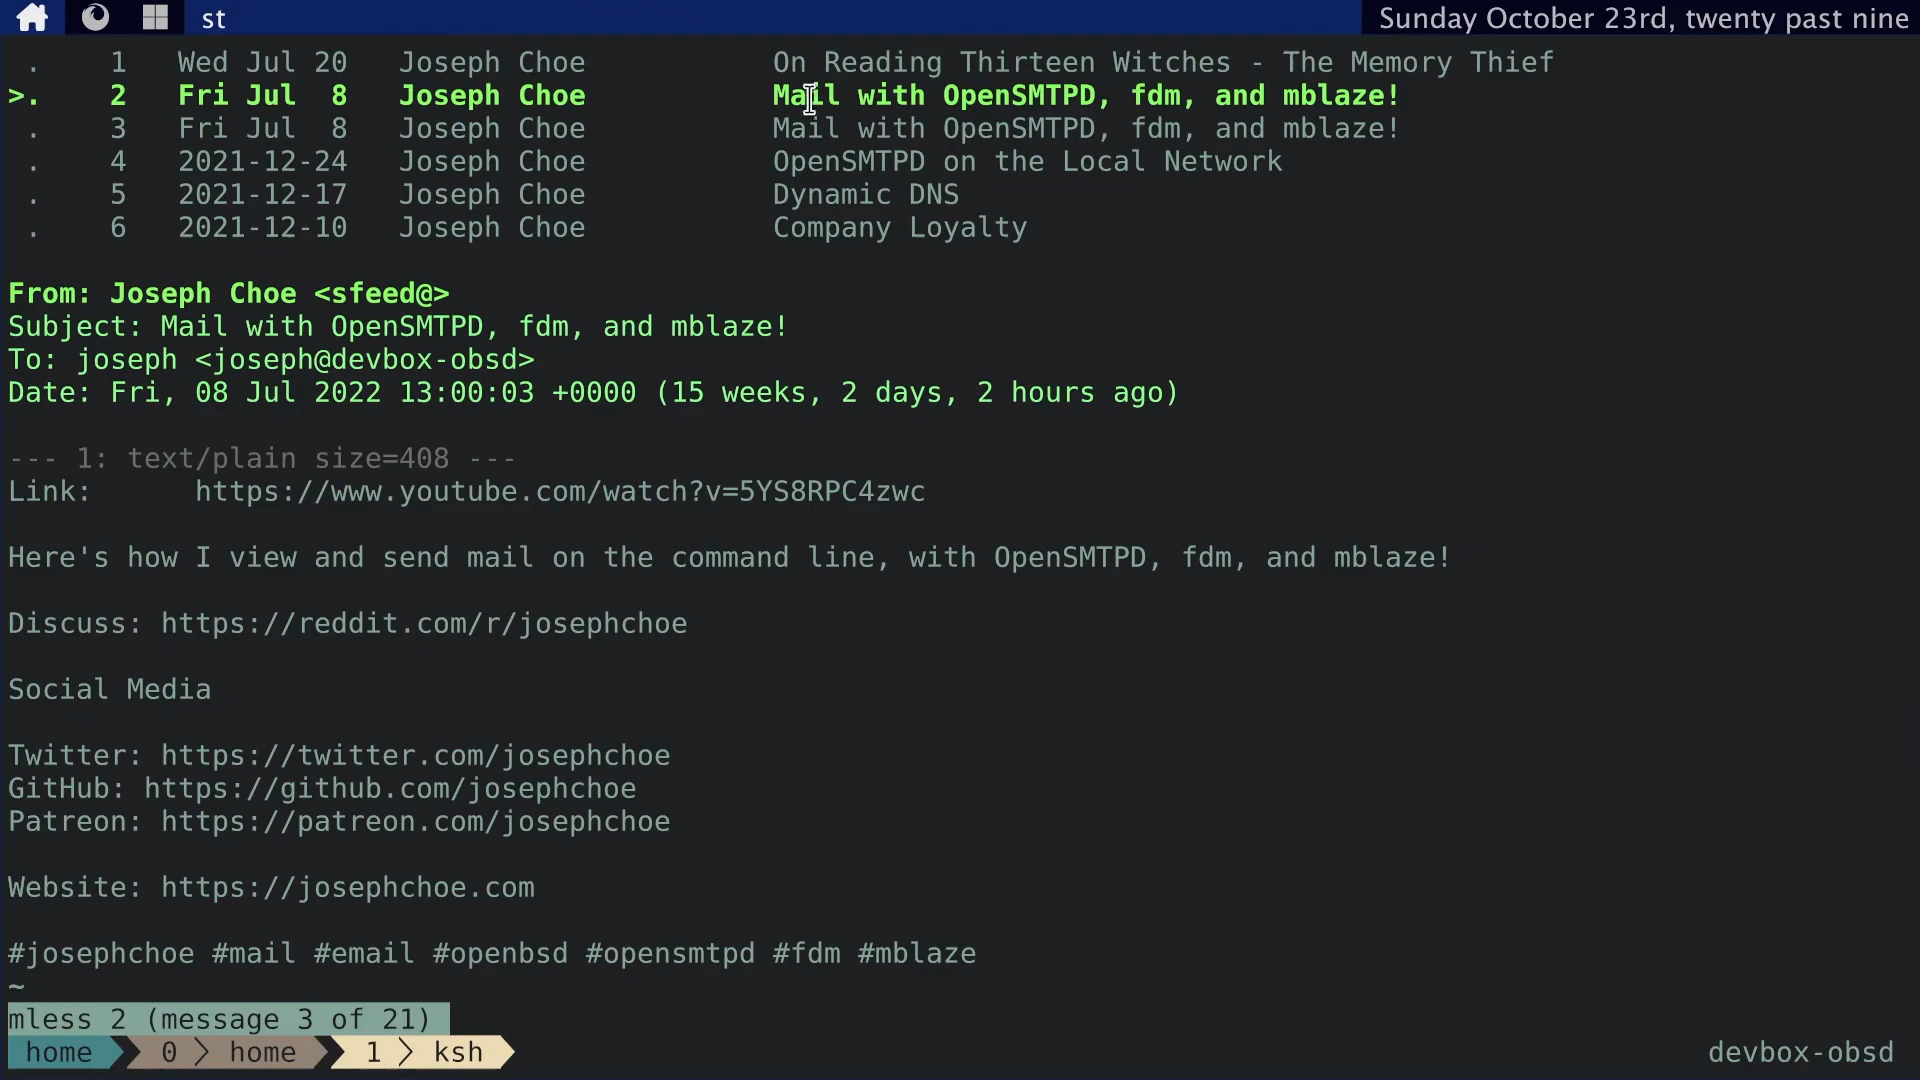 st
Sunday October 23rd, twenty past nine
. 1 Wed Jul 20 Joseph Choe On Reading Thirteen Witches - The Memory Thief
>. 2 Fri Jul 8 Joseph Choe Mail with OpenSMTPD, fdm, and mblaze!
. 3 Fri Jul 8 Joseph Choe Mail with OpenSMTPD, fdm, and mblaze!
. 4 2021-12-24 Joseph Choe OpenSMTPD on the Local Network
. 5 2021-12-17 Joseph Choe Dynamic DNS
. 6 2021-12-10 Joseph Choe Company Loyalty
From: Joseph Choe <sfeed@>
Subject: Mail with OpenSMTPD, fdm, and mblaze!
To: joseph <joseph@devbox-obsd>
Date: Fri, 08 Jul 2022 13:00:03 +0000 (15 weeks, 2 days, 2 hours ago)
--- 1: text/plain size=408 ---
Link: https://www.youtube.com/watch?v=5YS8RPC4zwc
Here's how I view and send mail on the command line, with OpenSMTPD, fdm, and mblaze!
Discuss: https://reddit.com/r/josephchoe
Social Media
Twitter: https://twitter.com/josephchoe
GitHub: https://github.com/josephchoe
Patreon: https://patreon.com/josephchoe
Website: https://josephchoe.com
#josephchoe #mail #email #openbsd #opensmtpd #fdm #mblaze
~
mless 2 (message 3 of 21)
home 0 home 1 ksh
devbox-obsd